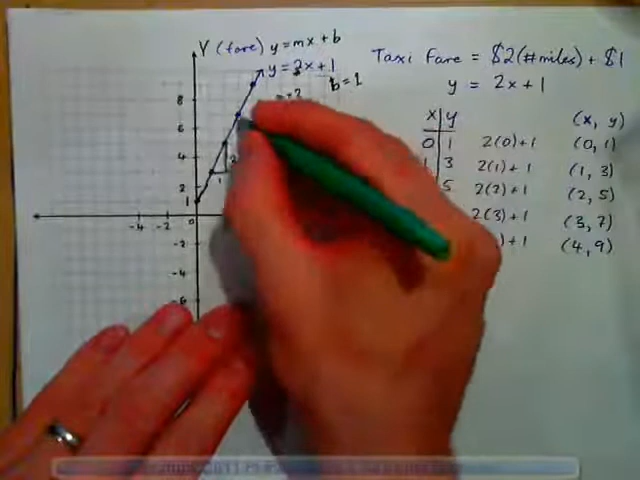 Y (fare) y = mx + b
y = 2x + 1
b = 1
Taxi Fare = $2(#miles) + $1
y = 2x + 1
x y (x, y)
0 1 2(0)+1 (0, 1)
1 3 2(1)+1 (1, 3)
5 2(2)+1 (2, 5)
2(3)+1 (3, 7)
)+1 (4, 9)
8
6
4
2
1
-4 -2 0
-2
-4
-6